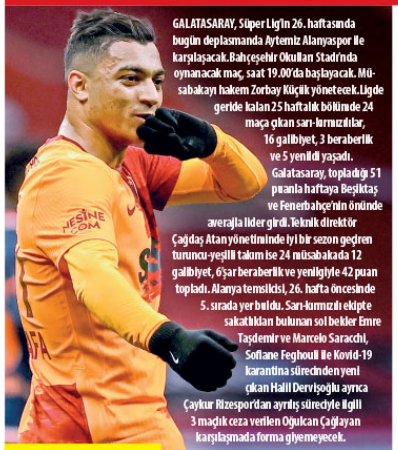 GALATASARAY, Süper Lig'in 26. haftasında
bugün deplasmanda Aytemiz Alanyaspor ile
karşılaşacak. Bahçeşehir Okulları Stadı'nda
oynanacak maç, saat 19.00'da başlayacak. Mü-
sabakayı hakem Zorbay Küçük yönetecek. Ligde
geride kalan 25 haftalık bölümde 24
maça çıkan sarı-kırmızılılar,
16 galibiyet, 3 beraberlik
ve 5 yenildi yaşadı.
Galatasaray, topladığı 51
puanla haftaya Beşiktaş
ve Fenerbahçe'nin önünde
averajla lider girdi. Teknik direktör
Çağdaş Atan yönetiminde iyi bir sezon geçiren
turuncu-yeşilli takım ise 24 müsabakada 12
galibiyet, 6'şar beraberlik ve yenilgiyle 42 puan
topladı. Alanya temsilcisi, 26. hafta öncesinde
5. sırada yer buldu. Sarı-kırmızılı ekipte
sakatlıkları bulunan sol bekler Emre
Taşdemir ve Marcelo Saracchi,
Sofiane Feghouli ile Kovid-19
karantina sürecinden yeni
çıkan Halil Dervişoğlu ayrıca
Çaykur Rizespor'dan ayrılış süreciyle ilgili
3 maçlık ceza verilen Oğulcan Çağlayan
karşılaşmada forma giyemeyecek.
NESINE
.COM
AFA